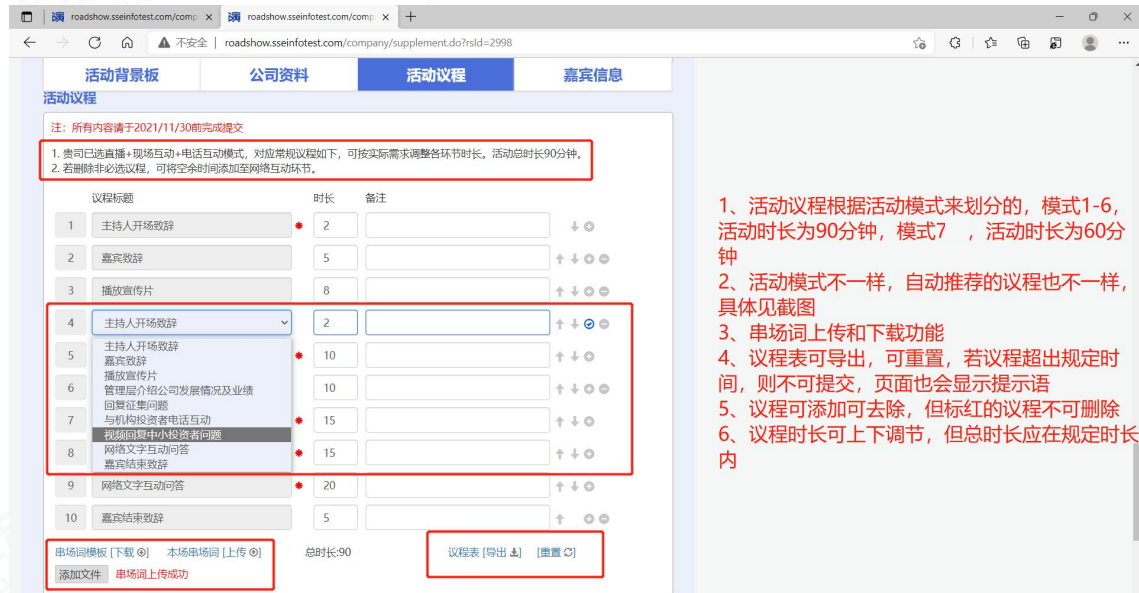 roadshow.sseinfotest.com/comp
roadshow.sseinfotest.com/comp
不安全 | roadshow.sseinfotest.com/company/supplement.do?rsId=2998
活动背景板 公司资料 活动议程 嘉宾信息
活动议程
注：所有内容请于2021/11/30前完成提交
1. 贵司已选直播+现场互动+电话互动模式，对应常规议程如下，可按实际需求调整各环节时长。活动总时长90分钟。
2. 若删除非必选议程，可将空余时间添加至网络互动环节。
议程标题 时长 备注
1 主持人开场致辞 2
2 嘉宾致辞 5
3 播放宣传片 8
4 主持人开场致辞 2
主持人开场致辞
5 嘉宾致辞 10
播放宣传片
6 管理层介绍公司发展情况及业绩 10
回复征集问题
7 与机构投资者电话互动 15
视频回复中小投资者问题
8 网络文字互动问答 15
嘉宾结束致辞
9 网络文字互动问答 20
10 嘉宾结束致辞 5
串场词模板 [下载] 本场串场词 [上传] 总时长:90 议程表 [导出] [重置]
添加文件 串场词上传成功
1、活动议程根据活动模式来划分的，模式1-6，
活动时长为90分钟，模式7 ，活动时长为60分
钟
2、活动模式不一样，自动推荐的议程也不一样，
具体见截图
3、串场词上传和下载功能
4、议程表可导出，可重置，若议程超出规定时
间，则不可提交，页面也会显示提示语
5、议程可添加可去除，但标红的议程不可删除
6、议程时长可上下调节，但总时长应在规定时长
内